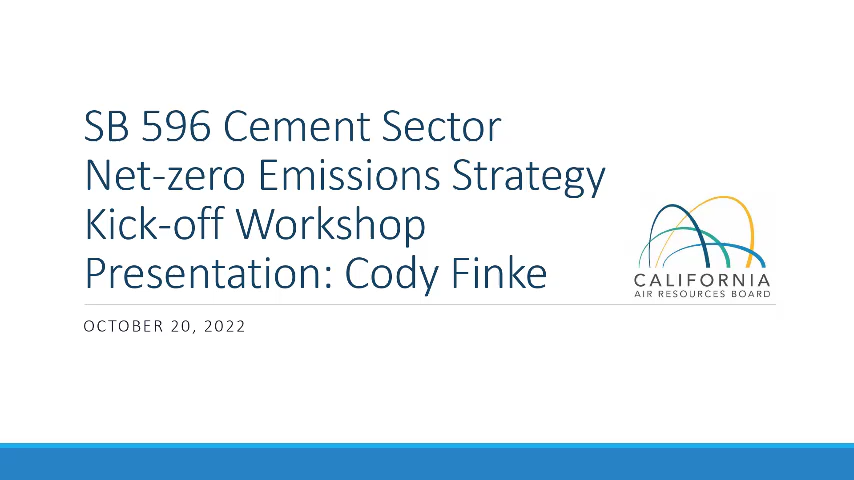 SB 596 Cement Sector
Net-zero Emissions Strategy
Kick-off Workshop
Presentation: Cody Finke
CALIFORNIA
AIR RESOURCES BOARD
OCTOBER 20, 2022